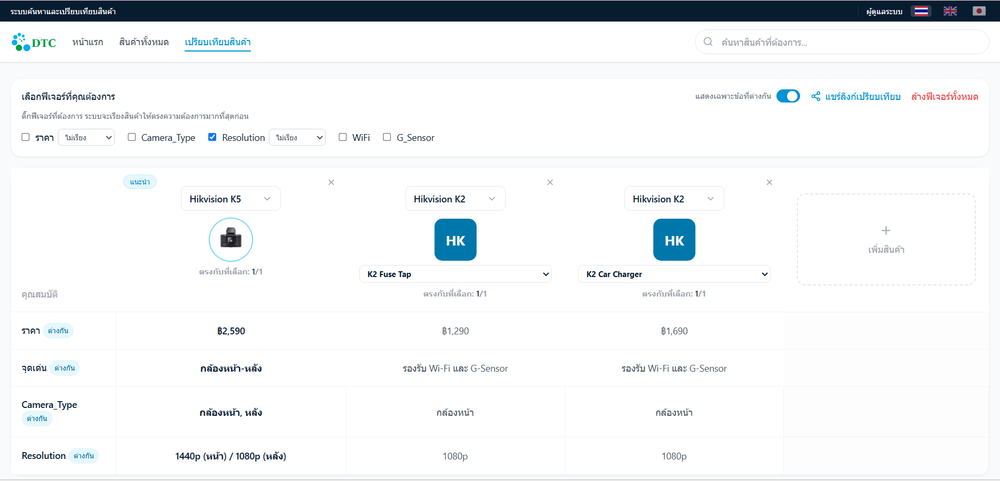 ระบบค้นหาและเปรียบเทียบสินค้า
ผู้ดูแลระบบ
DTC
หน้าแรก
สินค้าทั้งหมด
เปรียบเทียบสินค้า
ค้นหาสินค้าที่ต้องการ...
เลือกฟีเจอร์ที่คุณต้องการ
แสดงเฉพาะข้อที่ต่างกัน
แชร์ลิงก์เปรียบเทียบ
ล้างฟีเจอร์ทั้งหมด
ติ๊กฟีเจอร์ที่ต้องการ ระบบจะเรียงสินค้าให้ตรงความต้องการมากที่สุดก่อน
ราคา
ไม่เรียง
Camera_Type
Resolution
ไม่เรียง
WiFi
G_Sensor
แนะนำ
Hikvision K5
Hikvision K2
Hikvision K2
HK
HK
เพิ่มสินค้า
ตรงกับที่เลือก: 1/1
K2 Fuse Tap
K2 Car Charger
ตรงกับที่เลือก: 1/1
ตรงกับที่เลือก: 1/1
คุณสมบัติ
ราคา ต่างกัน
฿2,590
฿1,290
฿1,690
จุดเด่น ต่างกัน
กล้องหน้า-หลัง
รองรับ Wi-Fi และ G-Sensor
รองรับ Wi-Fi และ G-Sensor
Camera_Type
ต่างกัน
กล้องหน้า, หลัง
กล้องหน้า
กล้องหน้า
Resolution ต่างกัน
1440p (หน้า) / 1080p (หลัง)
1080p
1080p